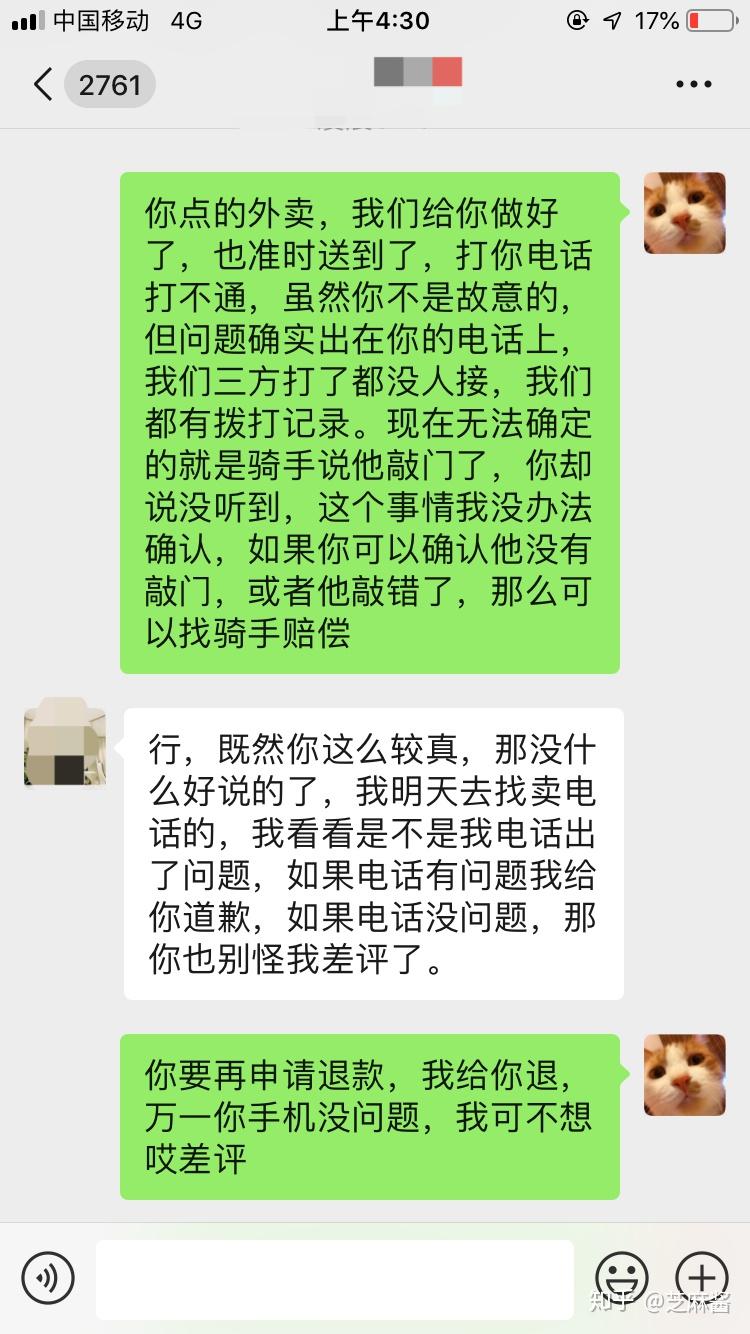 中国移动 4G 上午4:30 17%
2761
你点的外卖，我们给你做好
了，也准时送到了，打你电话
打不通，虽然你不是故意的，
但问题确实出在你的电话上，
我们三方打了都没人接，我们
都有拨打记录。现在无法确定
的就是骑手说他敲门了，你却
说没听到，这个事情我没办法
确认，如果你可以确认他没有
敲门，或者他敲错了，那么可
以找骑手赔偿
行，既然你这么较真，那没什
么好说的了，我明天去找卖电
话的，我看看是不是我电话出
了问题，如果电话有问题我给
你道歉，如果电话没问题，那
你也别怪我差评了。
你要再申请退款，我给你退，
万一你手机没问题，我可不想
哎差评
知乎 @芝麻酱